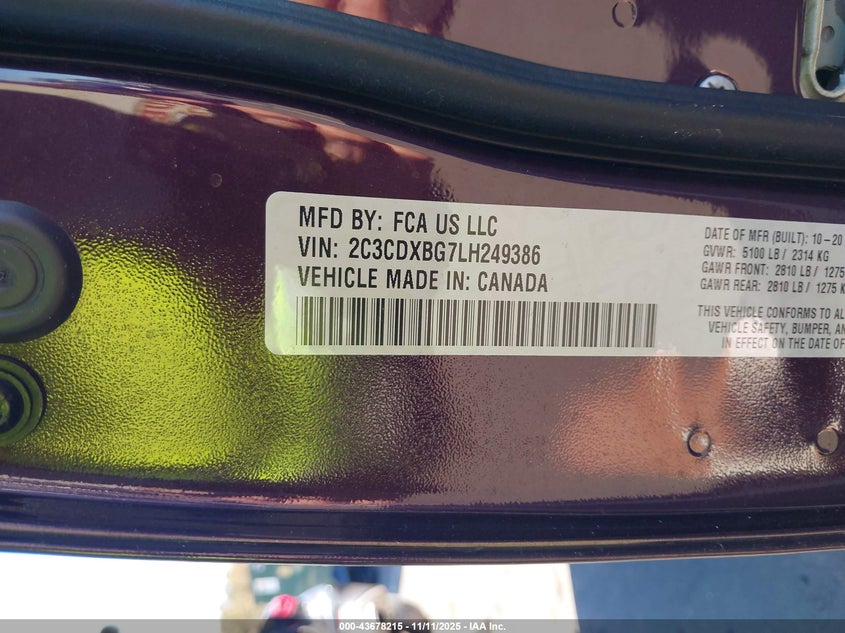 MFD BY: FCA US LLC
VIN: 2C3CDXBG7LH249386
VEHICLE MADE IN: CANADA
DATE OF MFR (BUILT): 10-20
GVWR: 5100 LB / 2314 KG
GAWR FRONT: 2810 LB / 1275
GAWR REAR: 2810 LB / 1275 K
THIS VEHICLE CONFORMS TO AL
VEHICLE SAFETY, BUMPER, AN
IN EFFECT ON THE DATE OF
000-43678215 - 11/11/2025 - IAA Inc.